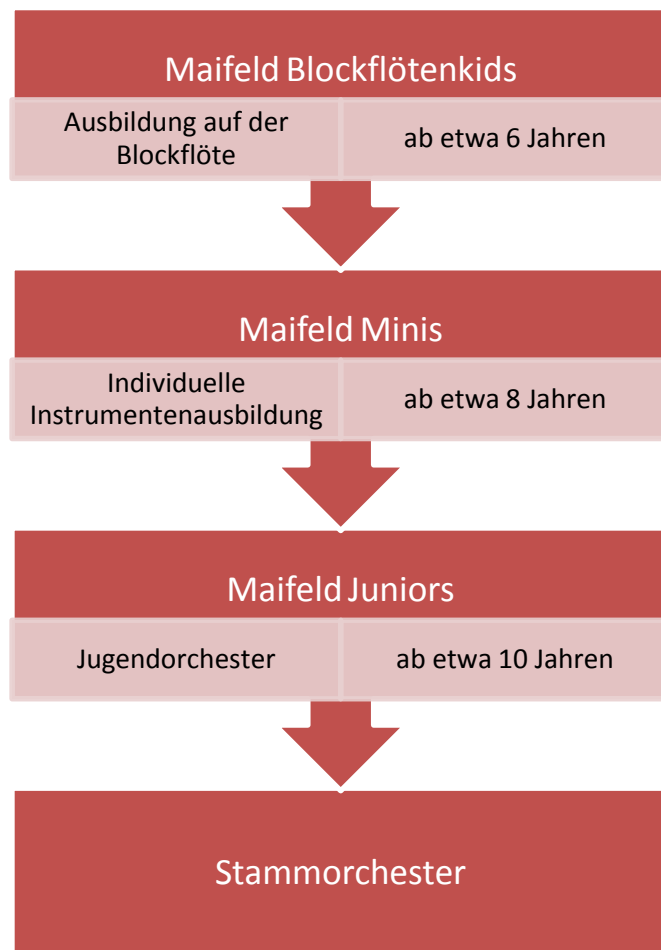 Maifeld Blockflötenkids
Ausbildung auf der
Blockflöte
ab etwa 6 Jahren
Maifeld Minis
Individuelle
Instrumentenausbildung
ab etwa 8 Jahren
Maifeld Juniors
Jugendorchester
ab etwa 10 Jahren
Stammorchester